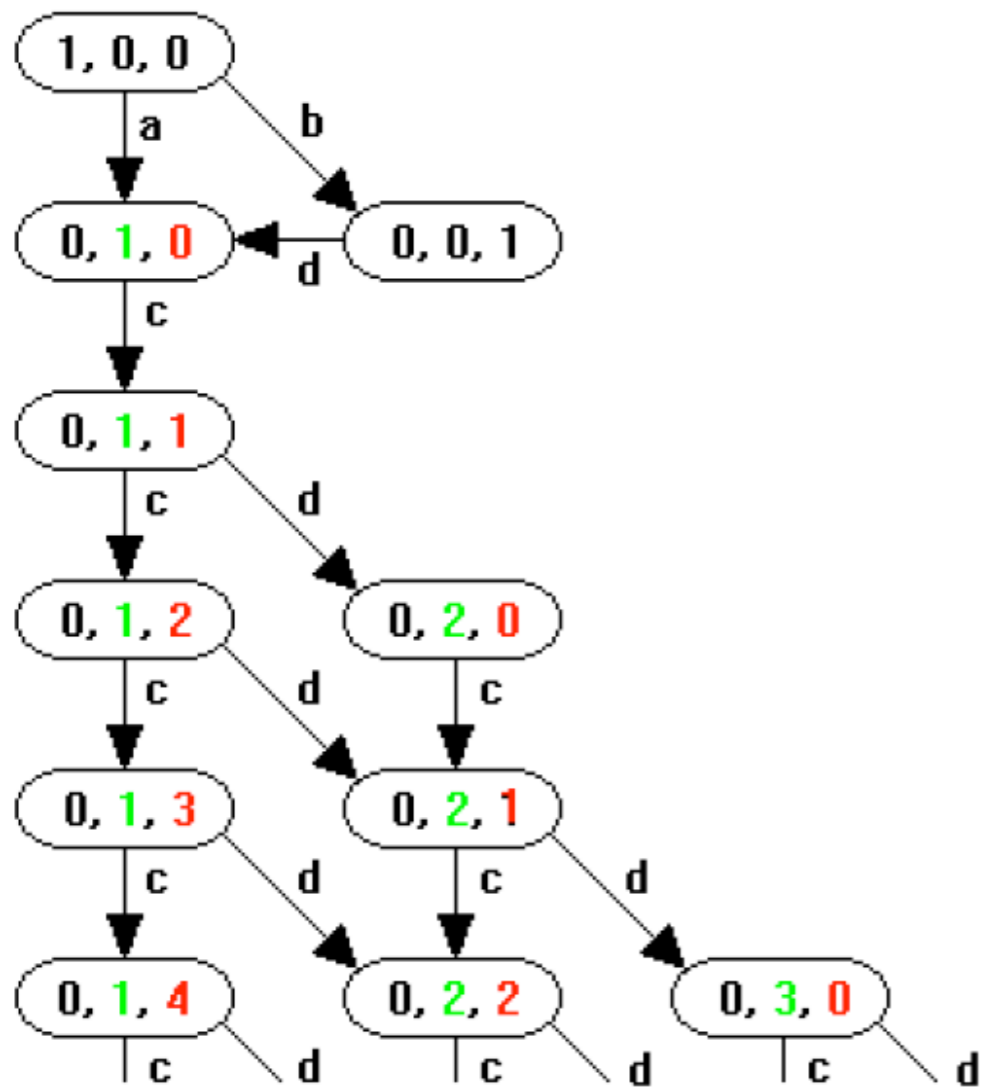 1, 0, 0
a
b
0, 1, 0
d
0, 0, 1
c
0, 1, 1
c
d
0, 1, 2
0, 2, 0
c
d
c
0, 1, 3
0, 2, 1
c
d
c
d
0, 1, 4
0, 2, 2
0, 3, 0
c
d
c
d
c
d